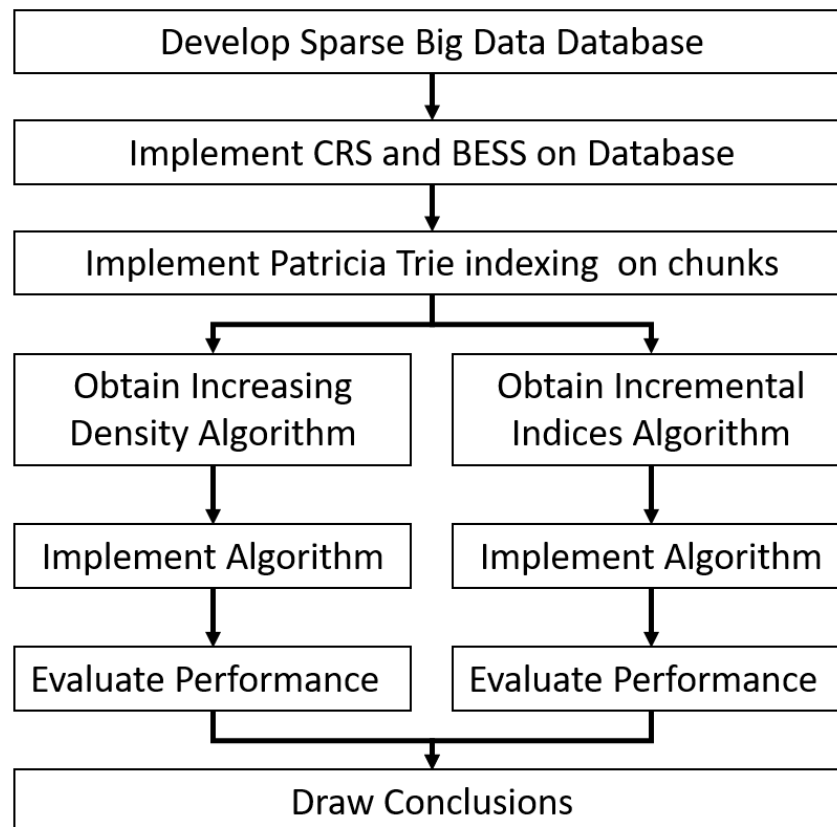 Develop Sparse Big Data Database
Implement CRS and BESS on Database
Implement Patricia Trie indexing on chunks
Obtain Increasing
Density Algorithm
Obtain Incremental
Indices Algorithm
Implement Algorithm
Implement Algorithm
Evaluate Performance
Evaluate Performance
Draw Conclusions